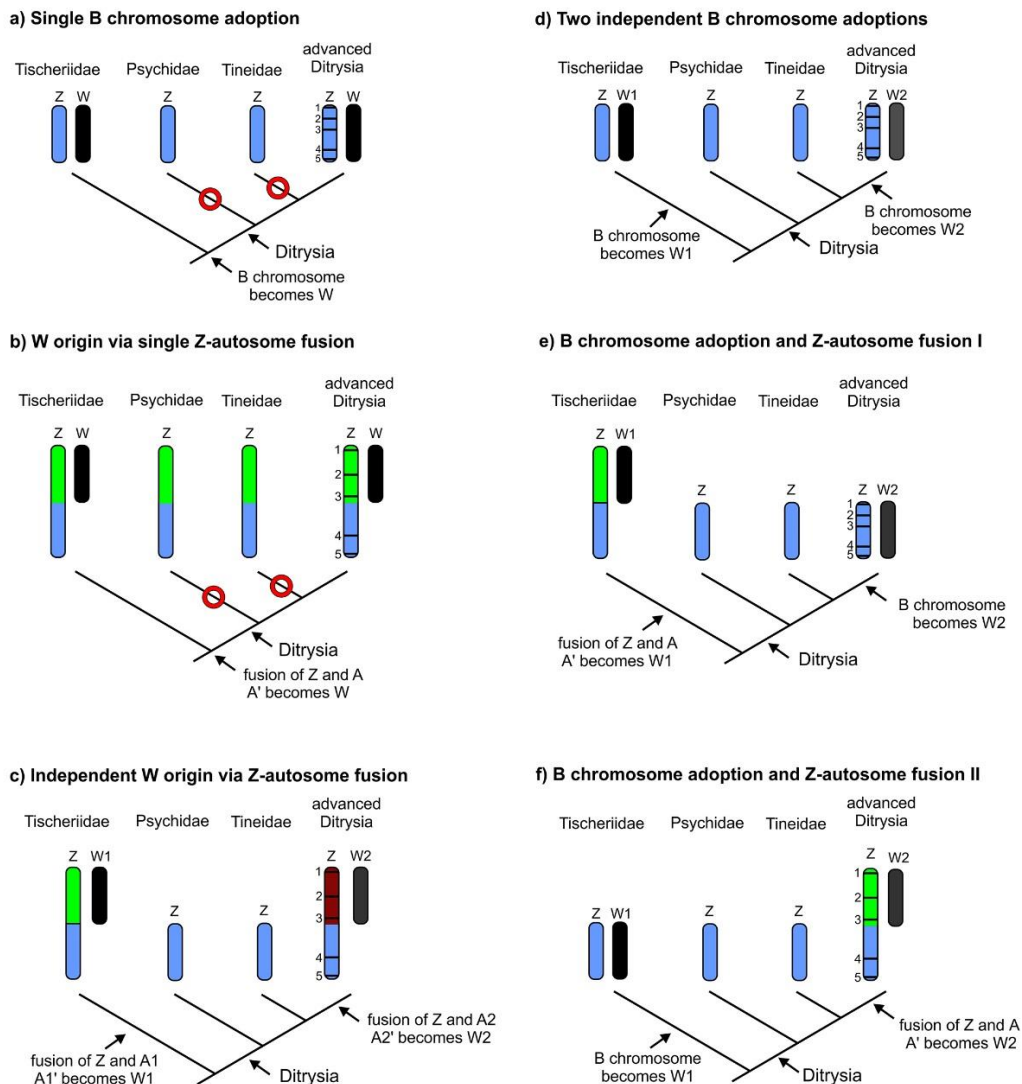 a) Single B chromosome adoption
Tischeriidae Psychidae Tineidae advanced
Ditrysia
Z W Z Z Z W
1
2
3
4
5
Ditrysia
B chromosome
becomes W
b) W origin via single Z-autosome fusion
Tischeriidae Psychidae Tineidae advanced
Ditrysia
Z W Z Z Z W
1
2
3
4
5
Ditrysia
fusion of Z and A
A' becomes W
c) Independent W origin via Z-autosome fusion
Tischeriidae Psychidae Tineidae advanced
Ditrysia
Z W1 Z Z Z W2
1
2
3
4
5
fusion of Z and A2
A2' becomes W2
fusion of Z and A1
A1' becomes W1
Ditrysia
d) Two independent B chromosome adoptions
Tischeriidae Psychidae Tineidae advanced
Ditrysia
Z W1 Z Z Z W2
1
2
3
4
5
B chromosome
becomes W2
B chromosome
becomes W1
Ditrysia
e) B chromosome adoption and Z-autosome fusion I
Tischeriidae Psychidae Tineidae advanced
Ditrysia
Z W1 Z Z Z W2
1
2
3
4
5
B chromosome
becomes W2
fusion of Z and A
A' becomes W1
Ditrysia
f) B chromosome adoption and Z-autosome fusion II
Tischeriidae Psychidae Tineidae advanced
Ditrysia
Z W1 Z Z Z W2
1
2
3
4
5
fusion of Z and A
A' becomes W2
B chromosome
becomes W1
Ditrysia